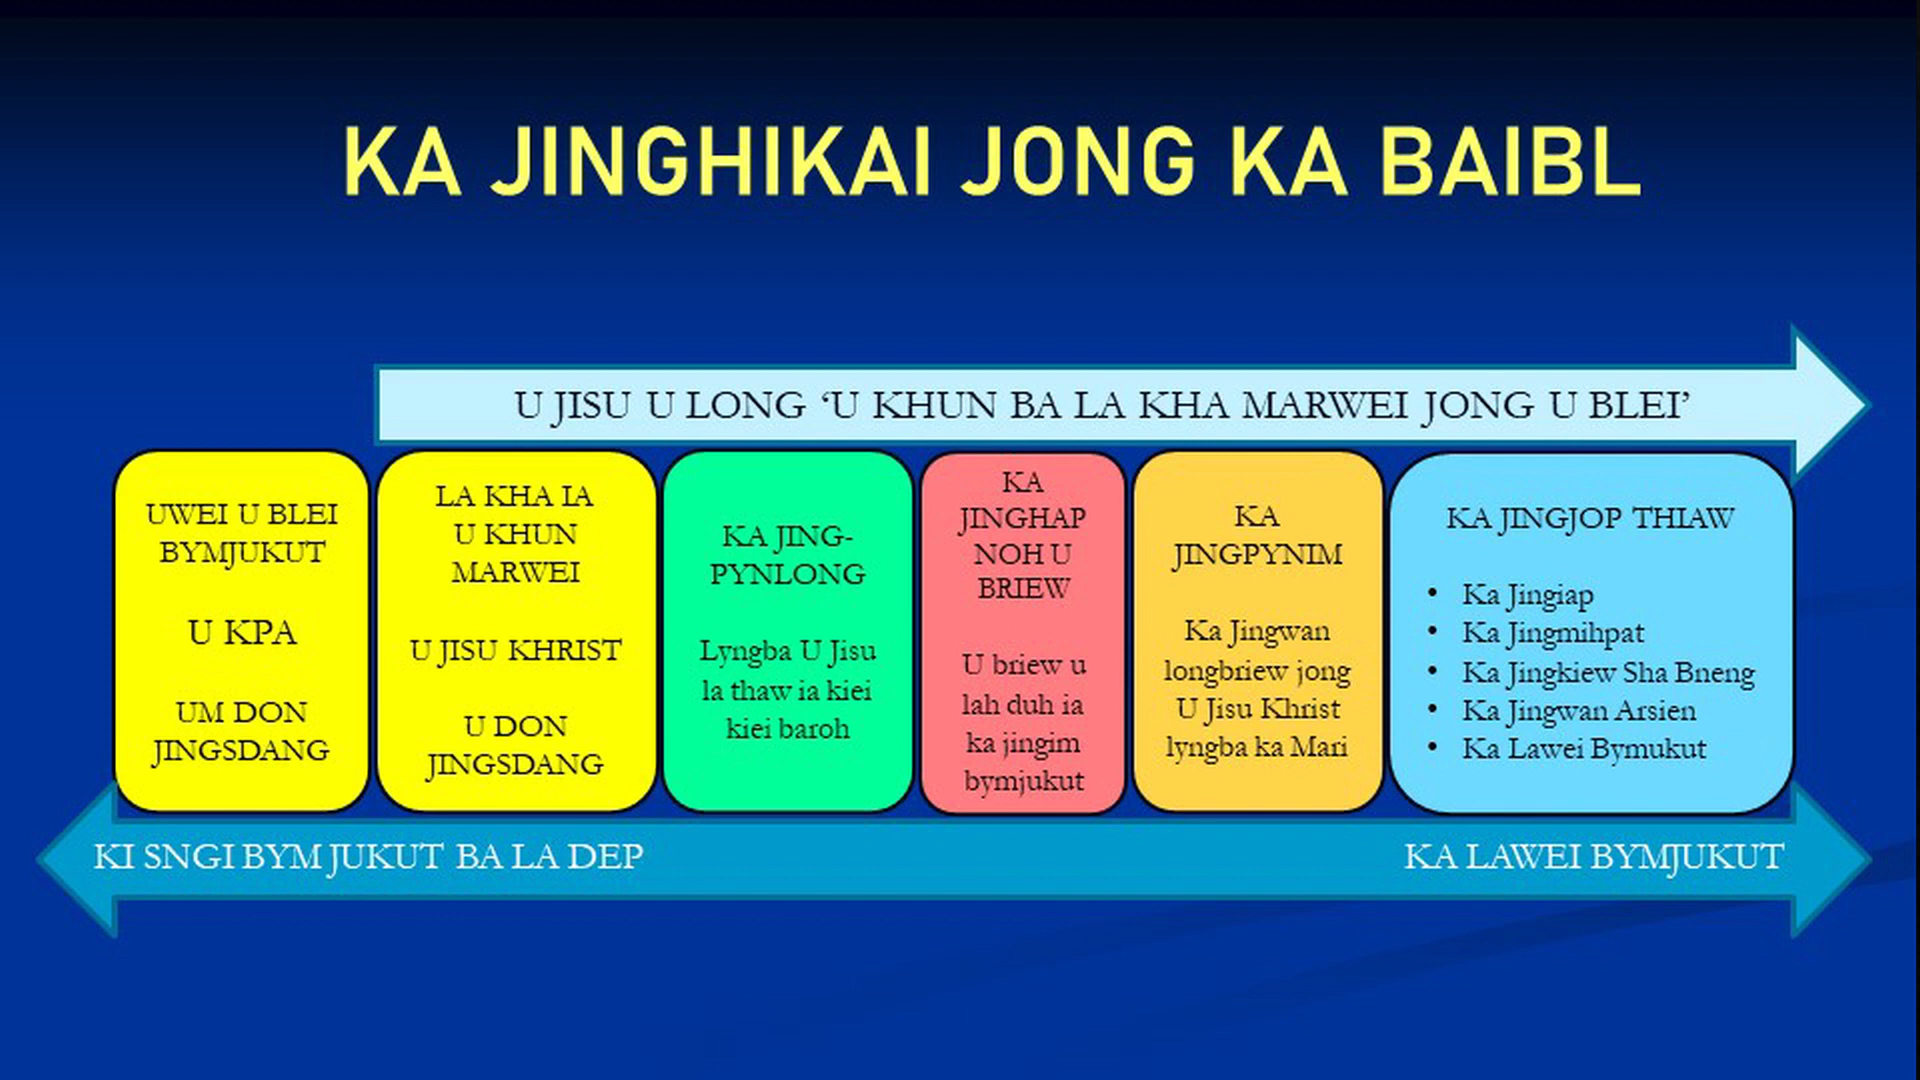 KA JINGHIKAI JONG KA BAIBL
U JISU U LONG ‘U KHUN BA LA KHA MARWEI JONG U BLEI’
UWEI U BLEI
BYMJUKUT
U KPA
UM DON
JINGSDANG
LA KHA IA
U KHUN
MARWEI
U JISU KHRIST
U DON
JINGSDANG
KA JING-
PYNLONG
Lyngba U Jisu
la thaw ia kiei
kiei baroh
KA
JINGHAP
NOH U
BRIEW
U briew u
lah duh ia
ka jingim
bymjukut
KA
JINGPYNIM
Ka Jingwan
longbriew jong
U Jisu Khrist
lyngba ka Mari
KA JINGJOP THIAW
• Ka Jingiap
• Ka Jingmihpat
• Ka Jingkiew Sha Bneng
• Ka Jingwan Arsien
• Ka Lawei Bymukut
KI SNGI BYM JUKUT BA LA DEP
KA LAWEI BYMJUKUT